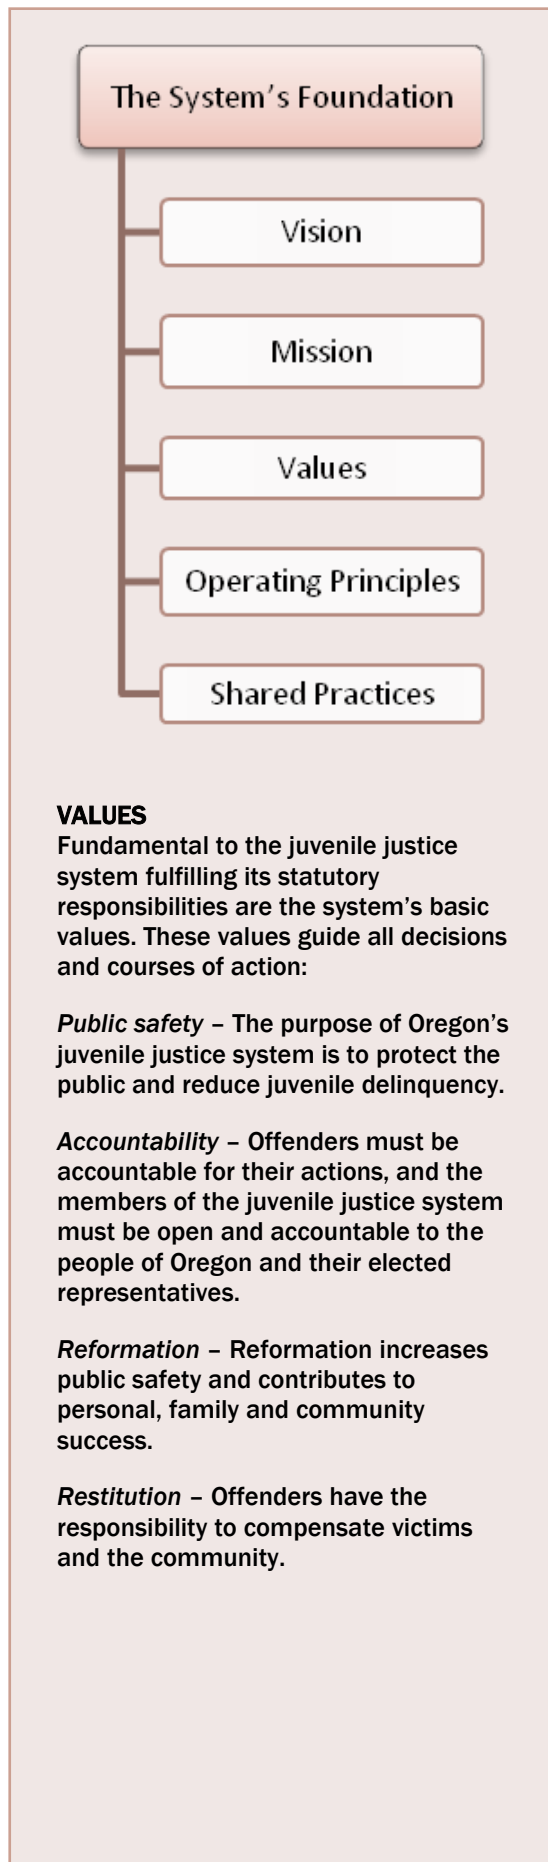 The System's Foundation
Vision
Mission
Values
Operating Principles
Shared Practices
VALUES
Fundamental to the juvenile justice
system fulfilling its statutory
responsibilities are the system's basic
values. These values guide all decisions
and courses of action:
Public safety – The purpose of Oregon's
juvenile justice system is to protect the
public and reduce juvenile delinquency.
Accountability – Offenders must be
accountable for their actions, and the
members of the juvenile justice system
must be open and accountable to the
people of Oregon and their elected
representatives.
Reformation – Reformation increases
public safety and contributes to
personal, family and community
success.
Restitution – Offenders have the
responsibility to compensate victims
and the community.